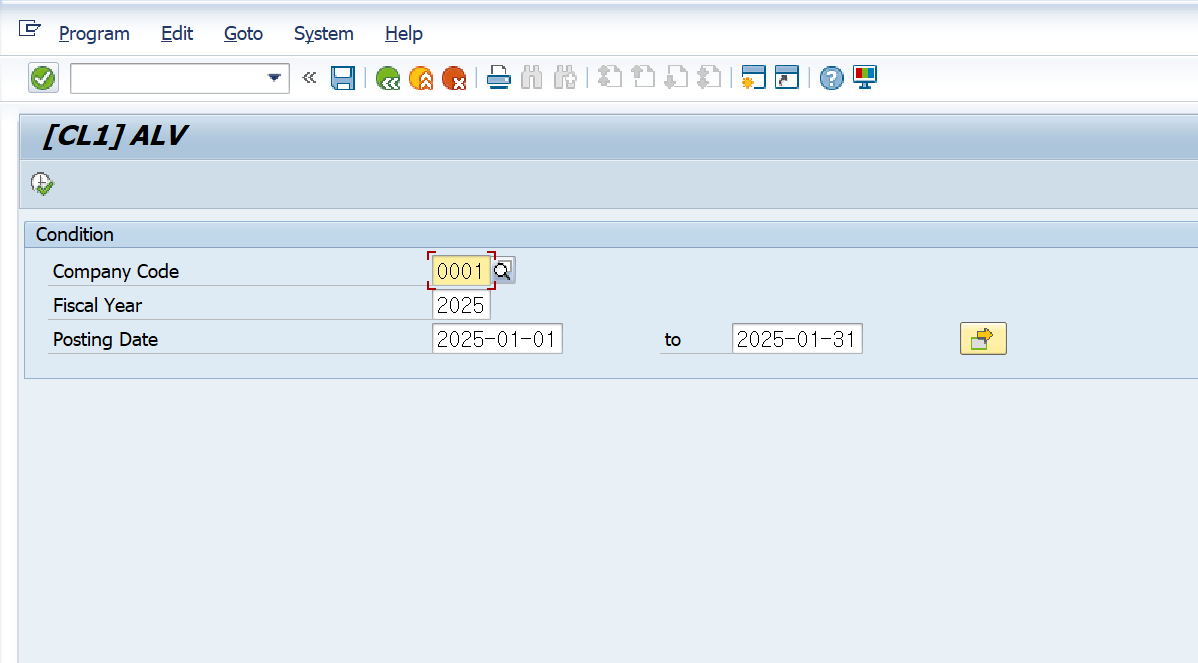 Program Edit Goto System Help
[CL1] ALV
Condition
Company Code 0001
Fiscal Year 2025
Posting Date 2025-01-01 to 2025-01-31